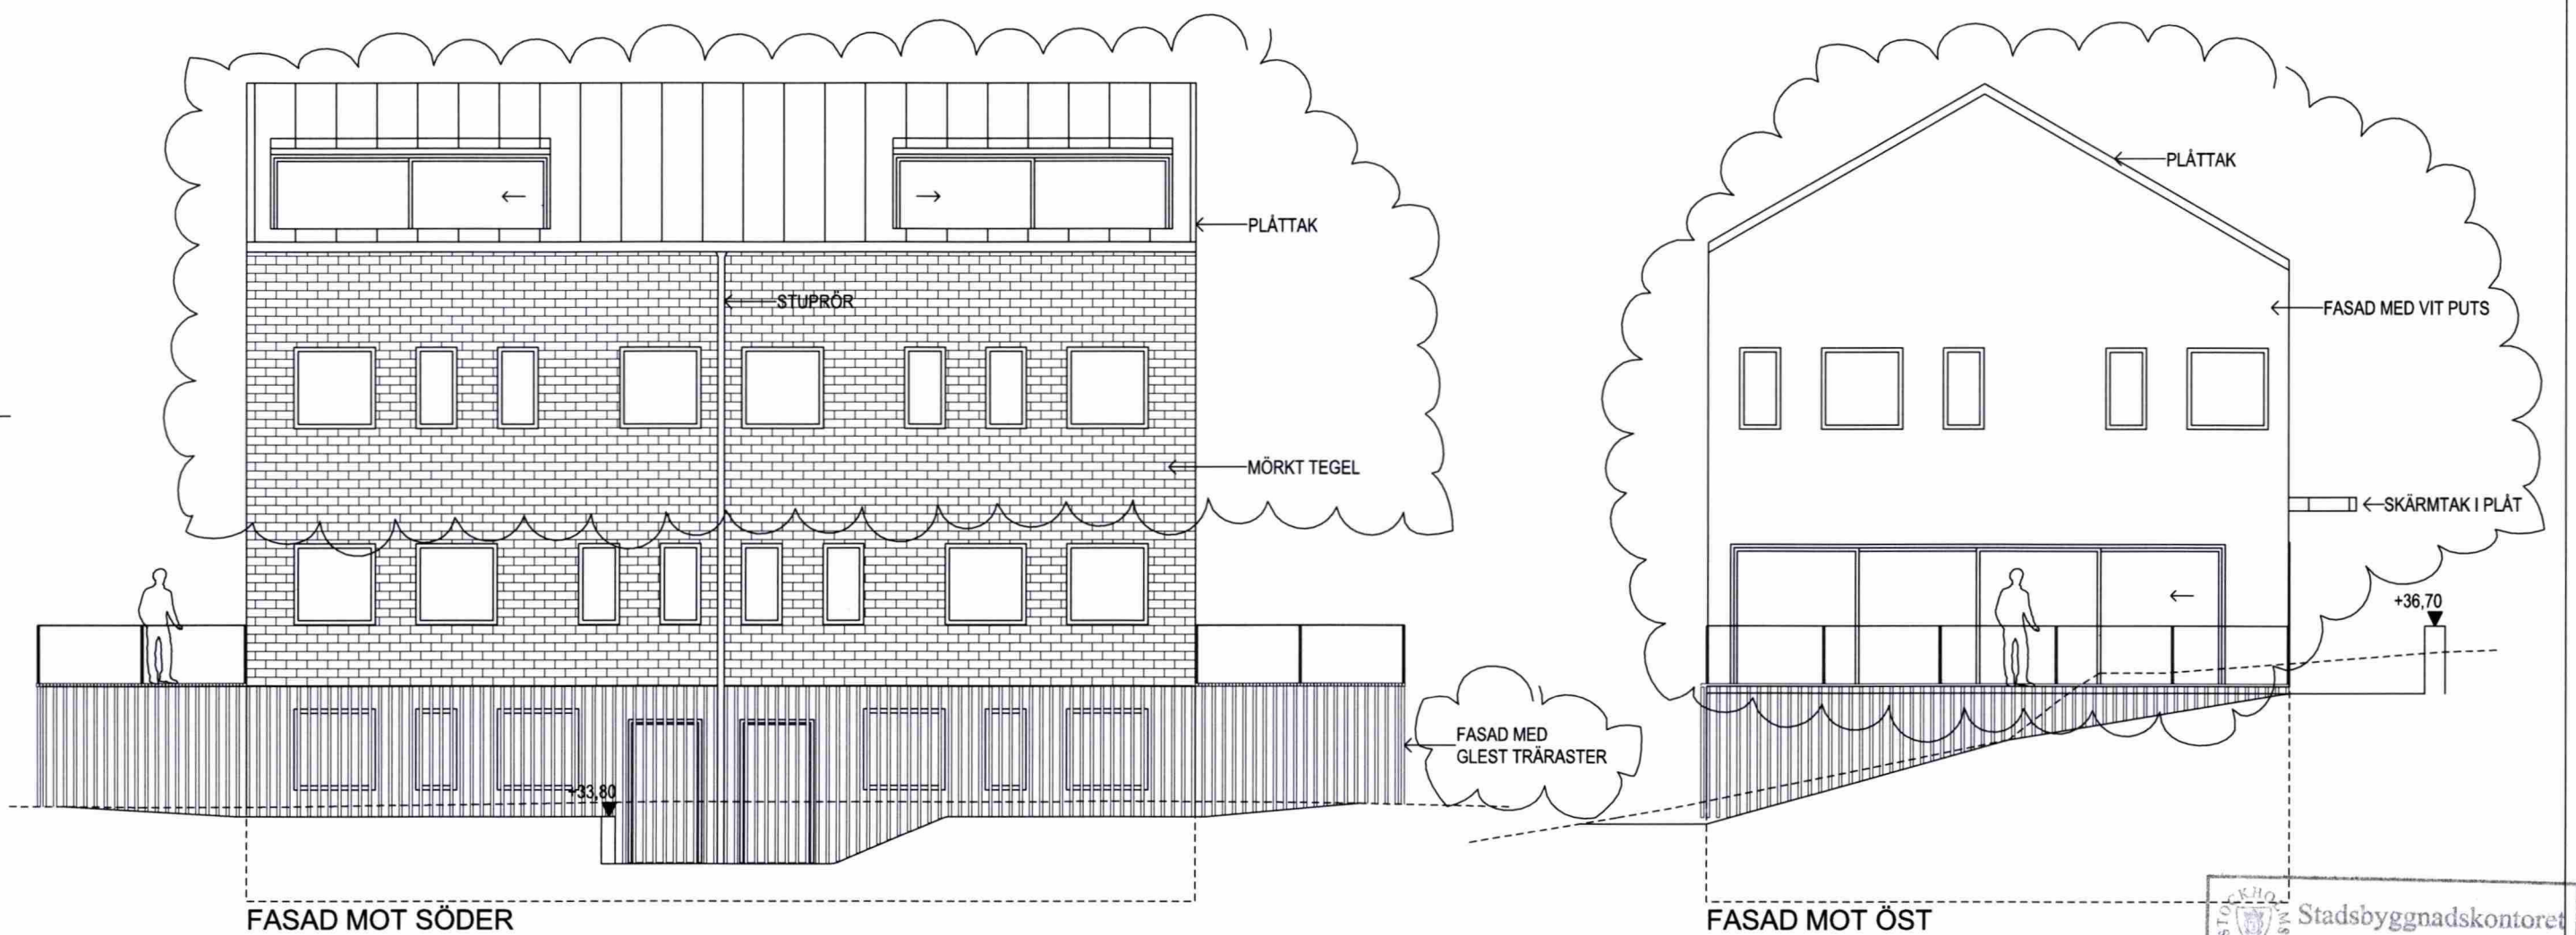 PLÅTTAK
STUPRÖR
MÖRKT TEGEL
FASAD MED
GLEST TRÄRASTER
+33,80
FASAD MOT SÖDER
PLÅTTAK
FASAD MED VIT PUTS
SKÄRMTAK I PLÅT
+36,70
FASAD MOT ÖST
Stadsbyggnadskontoret